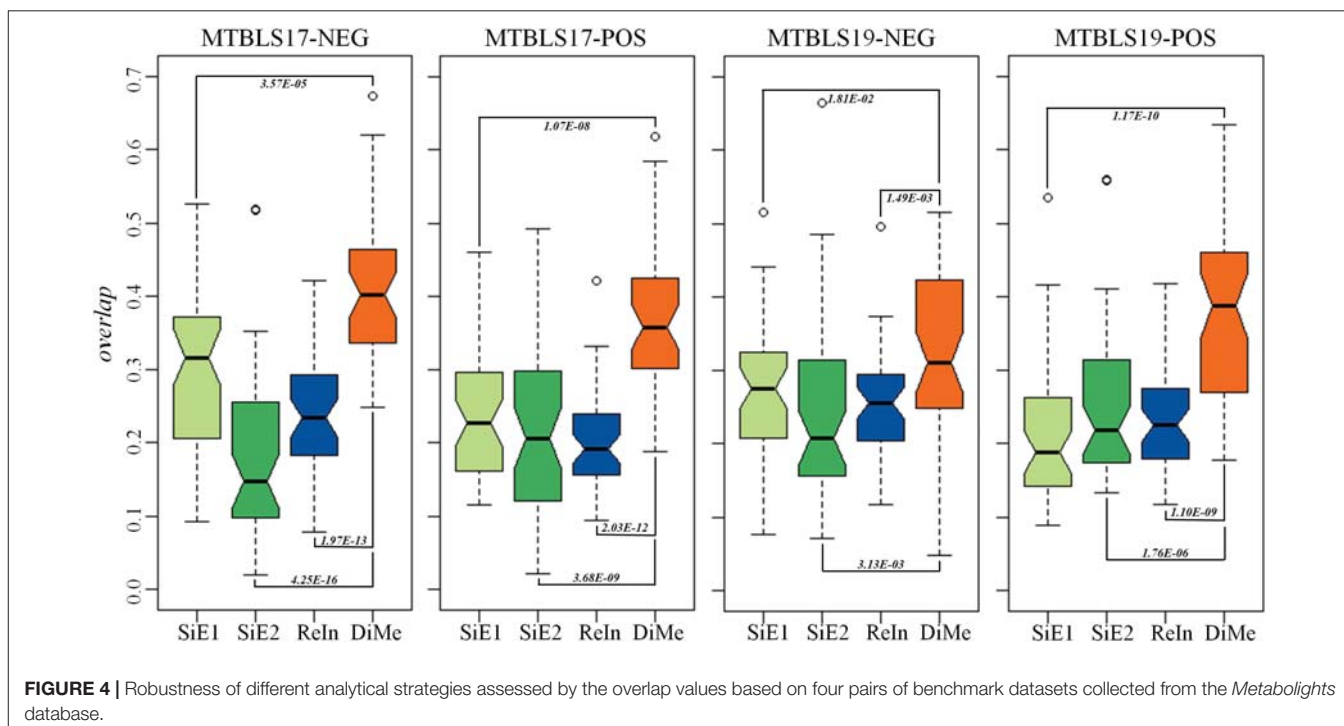 MTBLS17-NEG MTBLS17-POS MTBLS19-NEG MTBLS19-POS
overlap
0.7
0.6
0.5
0.4
0.3
0.2
0.1
0.0
3.57E-05
1.97E-13
4.25E-16
1.07E-08
2.03E-12
3.68E-09
1.81E-02
1.49E-03
3.13E-03
1.17E-10
1.10E-09
1.76E-06
SiE1 SiE2 ReIn DiMe SiE1 SiE2 ReIn DiMe SiE1 SiE2 ReIn DiMe SiE1 SiE2 ReIn DiMe
FIGURE 4 | Robustness of different analytical strategies assessed by the overlap values based on four pairs of benchmark datasets collected from the Metabolights
database.